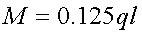 M = 0.125ql